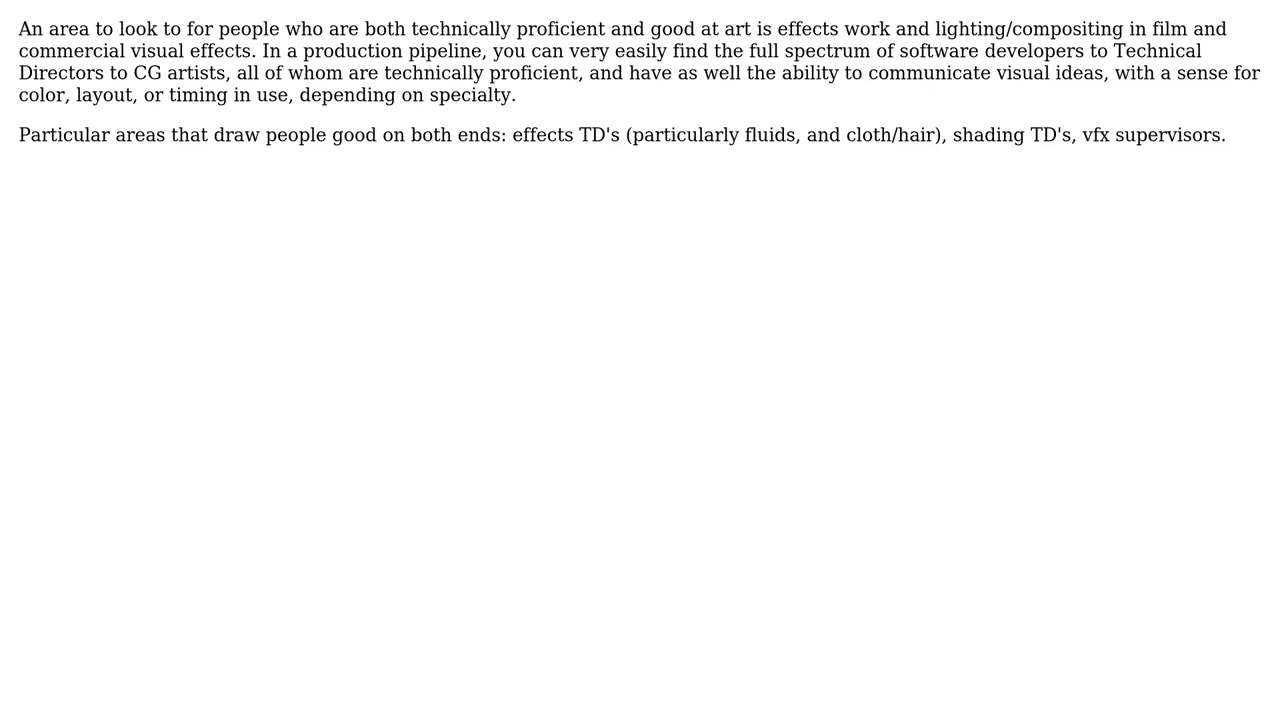 An area to look to for people who are both technically proficient and good at art is effects work and lighting/compositing in film and
commercial visual effects. In a production pipeline, you can very easily find the full spectrum of software developers to Technical
Directors to CG artists, all of whom are technically proficient, and have as well the ability to communicate visual ideas, with a sense for
color, layout, or timing in use, depending on specialty.
Particular areas that draw people good on both ends: effects TD's (particularly fluids, and cloth/hair), shading TD's, vfx supervisors.